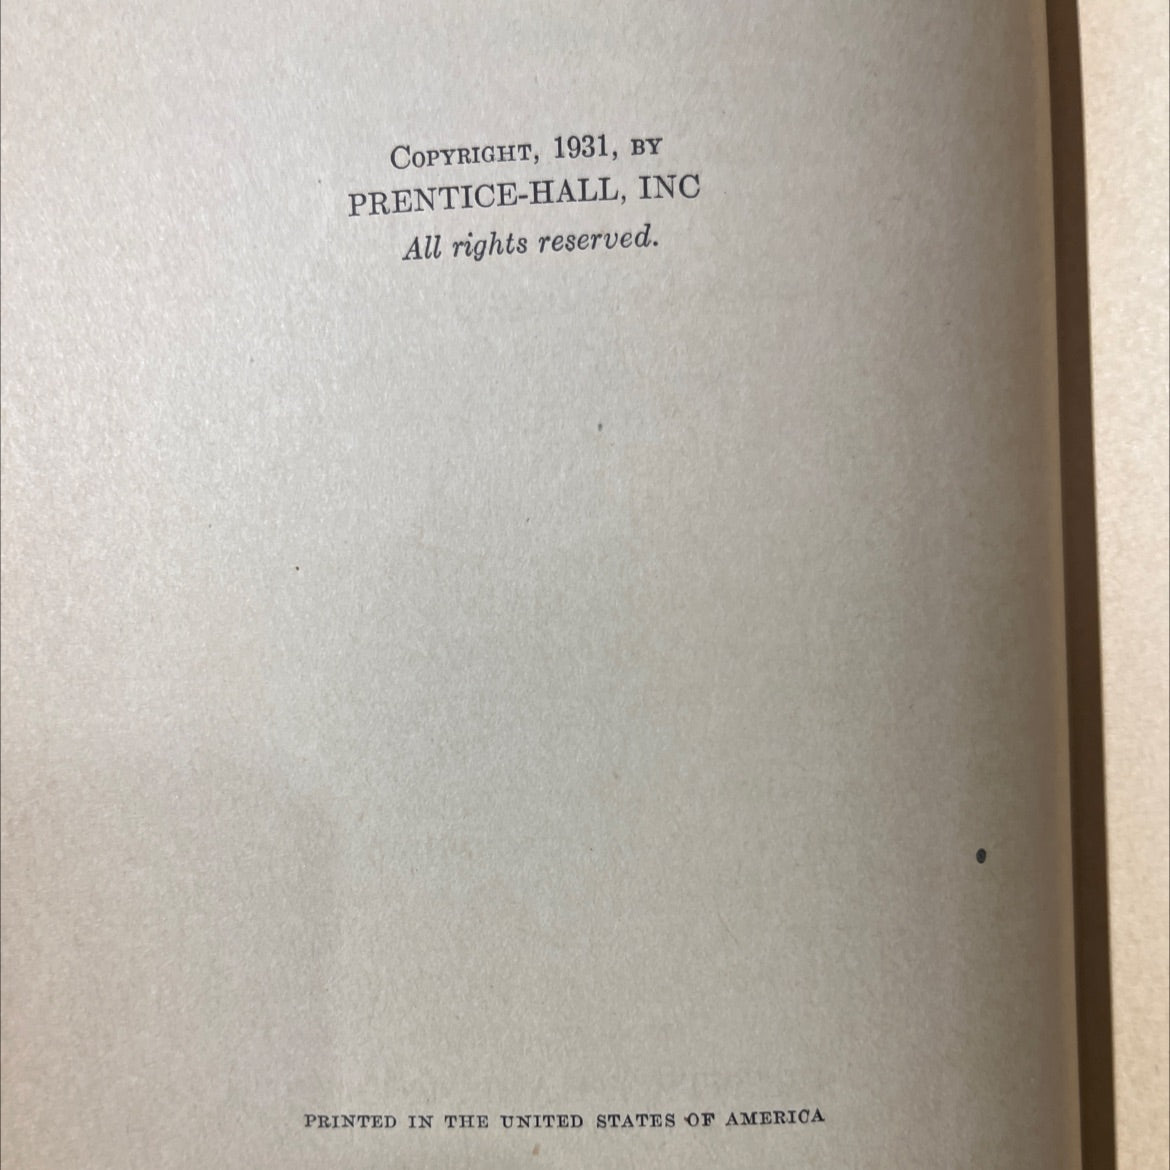 Copyright, 1931, by
PRENTICE-HALL, INC
All rights reserved.
PRINTED IN THE UNITED STATES OF AMERICA